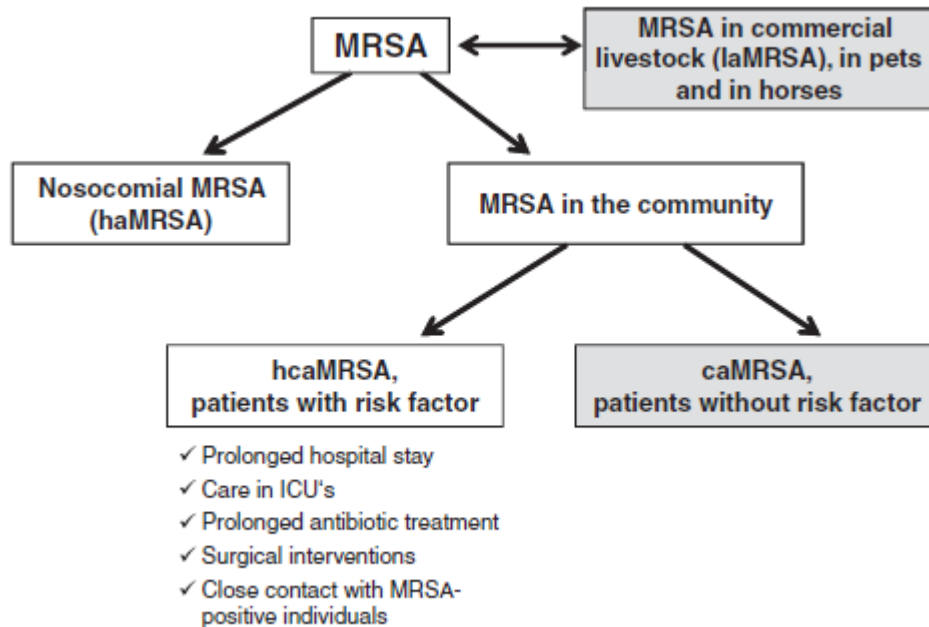 MRSA
MRSA in commercial
livestock (laMRSA), in pets
and in horses
Nosocomial MRSA
(haMRSA)
MRSA in the community
hcaMRSA,
patients with risk factor
caMRSA,
patients without risk factor
✓ Prolonged hospital stay
✓ Care in ICU‘s
✓ Prolonged antibiotic treatment
✓ Surgical interventions
✓ Close contact with MRSA-
positive individuals